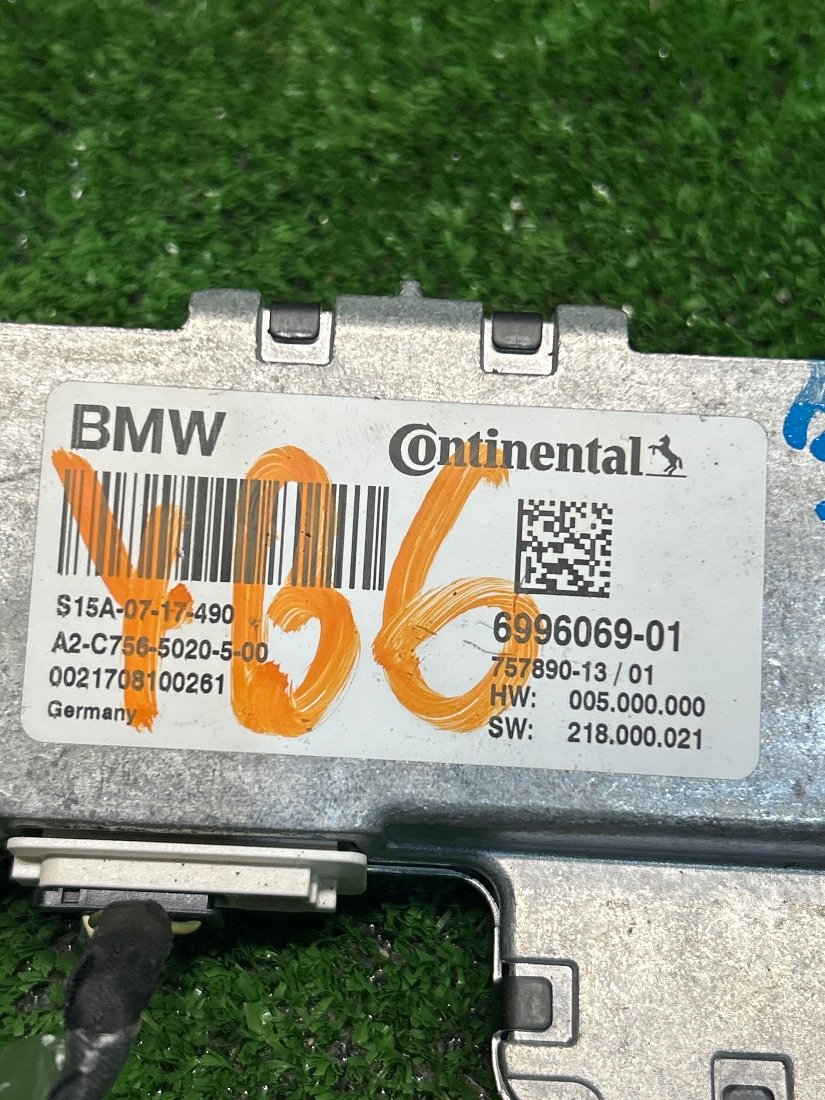 BMW
Continental
S15A-07-17-490
A2-C756-5020-5-00
0021708100261
Germany
6996069-01
757890-13 / 01
HW: 005.000.000
SW: 218.000.021